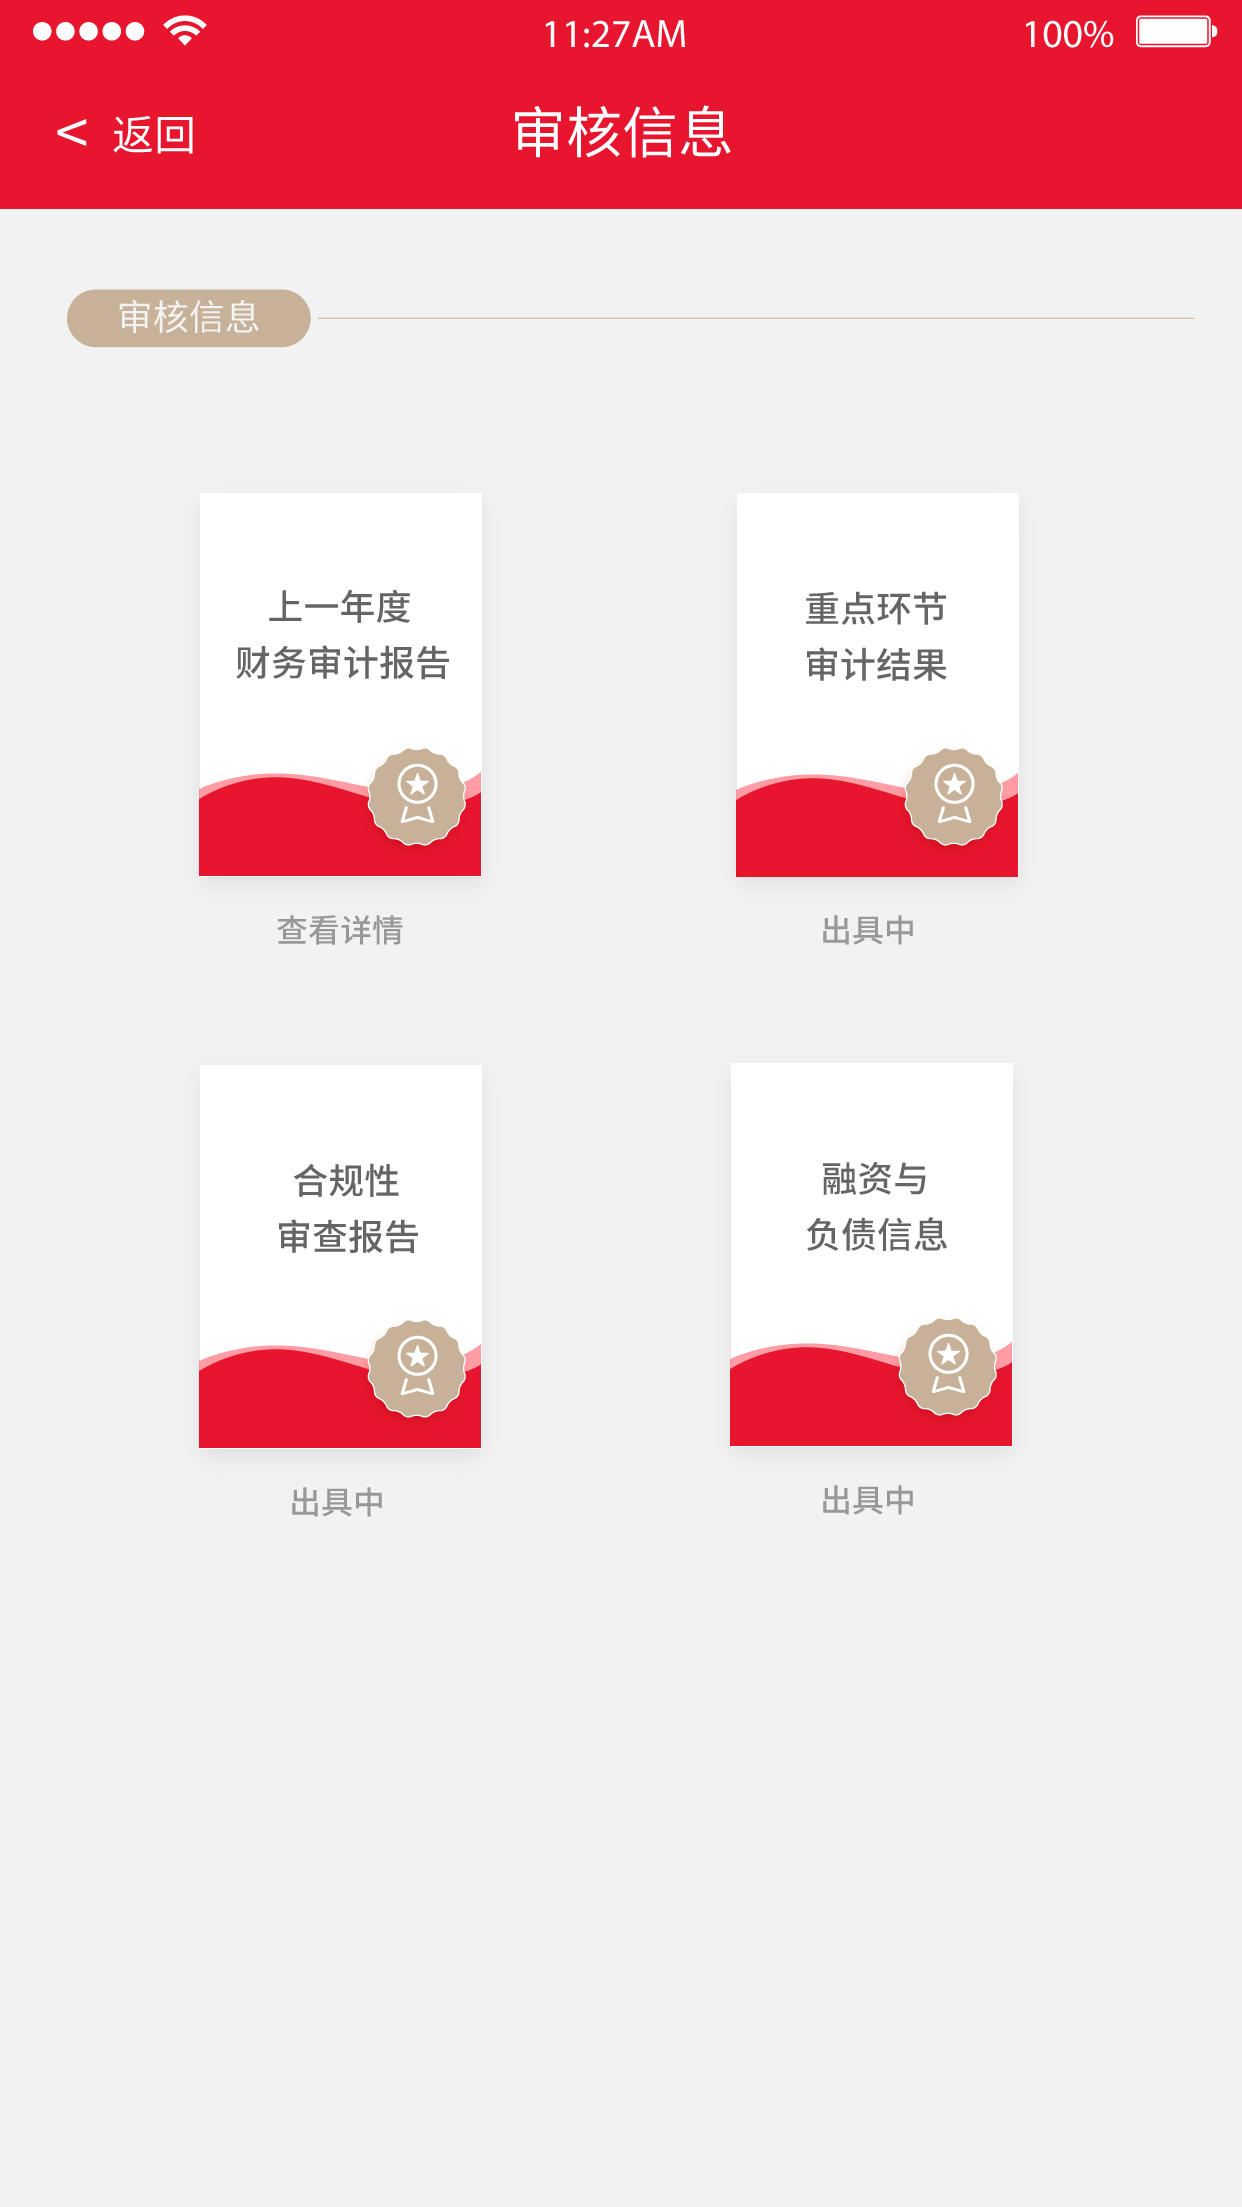 11:27AM
100%
< 返回
审核信息
审核信息
上一年度
财务审计报告
重点环节
审计结果
查看详情
出具中
合规性
审查报告
融资与
负债信息
出具中
出具中